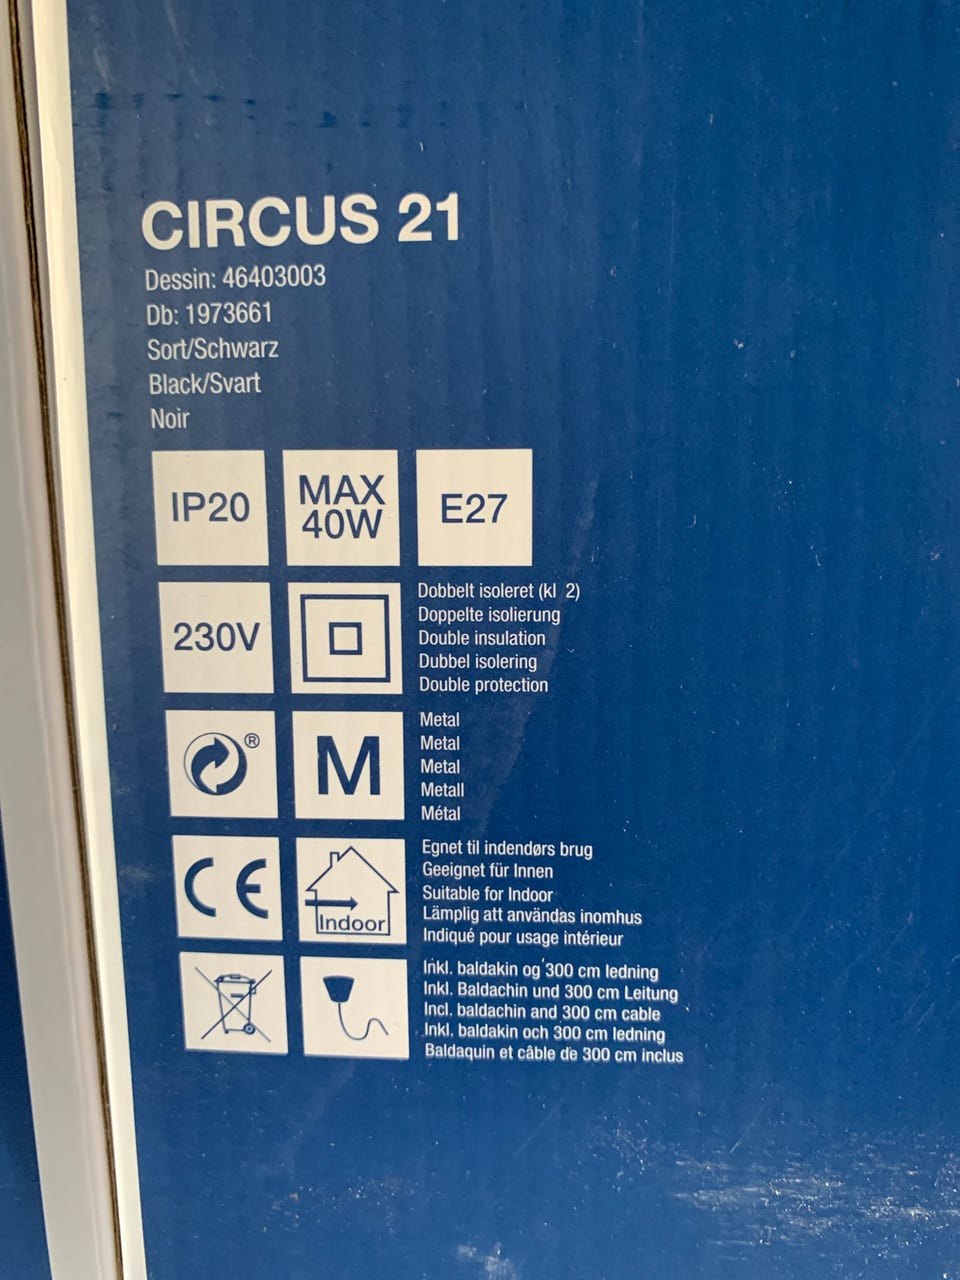 CIRCUS 21
Dessin: 46403003
Db: 1973661
Sort/Schwarz
Black/Svart
Noir
IP20
MAX
40W
E27
230V
Dobbelt isoleret (kl 2)
Doppelte isolierung
Double insulation
Dubbel isolering
Double protection
®
M
Metal
Metal
Metal
Metall
Métal
CE
Indoor
Egnet til indendørs brug
Geeignet für Innen
Suitable for Indoor
Lämplig att användas inomhus
Indiqué pour usage intérieur
Inkl. baldakin og 300 cm ledning
Inkl. Baldachin und 300 cm Leitung
Incl. baldachin and 300 cm cable
Inkl. baldakin och 300 cm ledning
Baldaquin et câble de 300 cm inclus